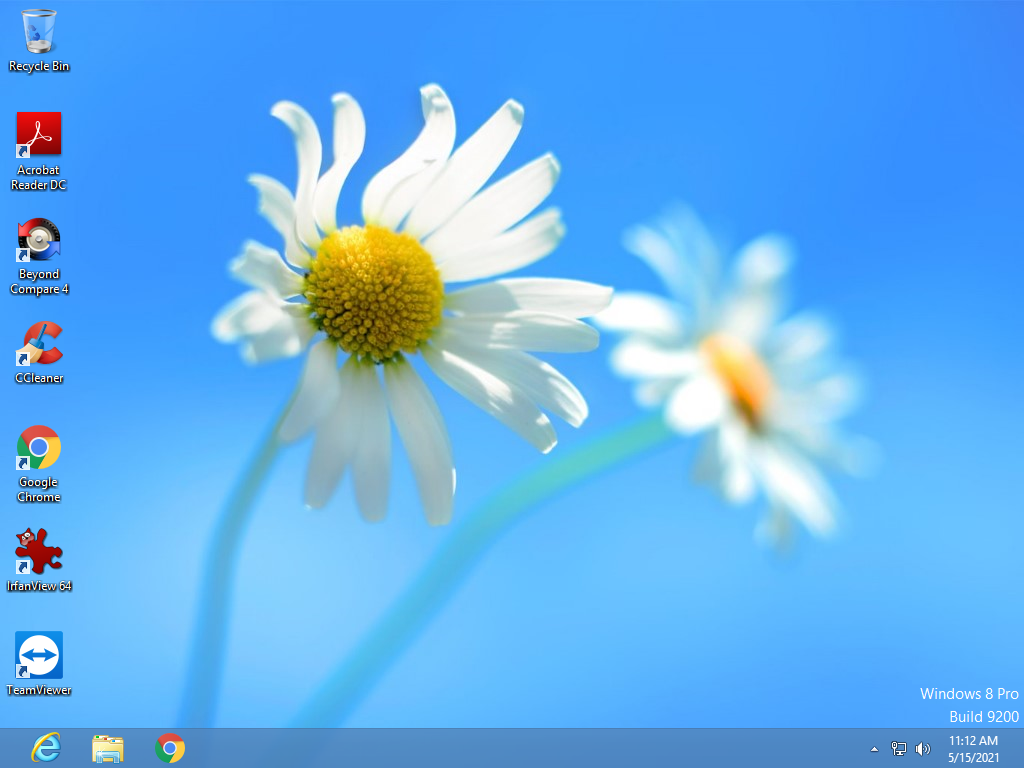 Recycle Bin
Acrobat
Reader DC
Beyond
Compare 4
CCleaner
Google
Chrome
IrfanView 64
TeamViewer
Windows 8 Pro
Build 9200
11:12 AM
5/15/2021